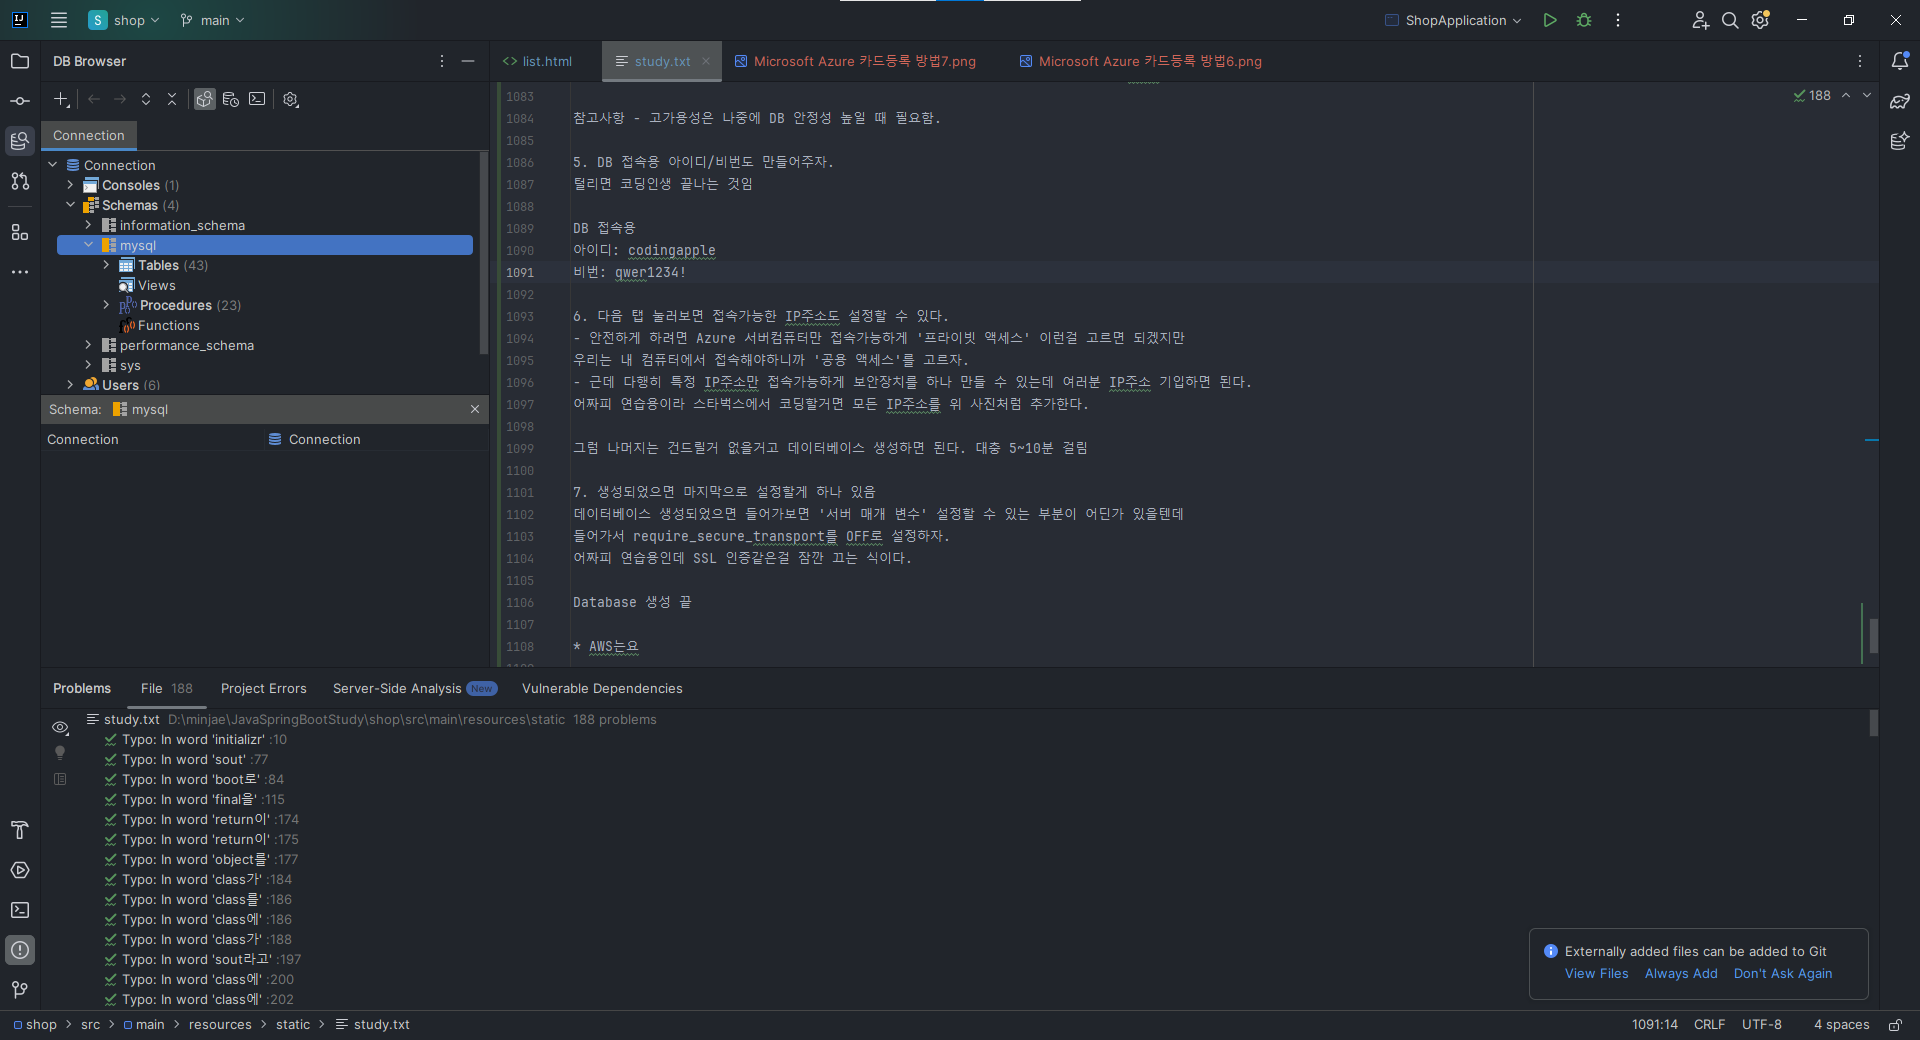 shop
main
ShopApplication
DB Browser
list.html
study.txt
Microsoft Azure 카드등록 방법7.png
Microsoft Azure 카드등록 방법6.png
Connection
Connection
Consoles (1)
Schemas (4)
information_schema
mysql
Tables (43)
Views
Procedures (23)
Functions
performance_schema
sys
Users (6)
Schema: mysql
Connection Connection
188
1083
1084 참고사항 - 고가용성은 나중에 DB 안정성 높일 때 필요함.
1085
1086 5. DB 접속용 아이디/비번도 만들어주자.
1087 털리면 코딩인생 끝나는 것임
1088
1089 DB 접속용
1090 아이디: codingapple
1091 비번: qwer1234!
1092
1093 6. 다음 탭 눌러보면 접속가능한 IP주소도 설정할 수 있다.
1094 - 안전하게 하려면 Azure 서버컴퓨터만 접속가능하게 '프라이빗 액세스' 이런걸 고르면 되겠지만
1095 우리는 내 컴퓨터에서 접속해야하니까 '공용 액세스'를 고르자.
1096 - 근데 다행히 특정 IP주소만 접속가능하게 보안장치를 하나 만들 수 있는데 여러분 IP주소 기입하면 된다.
1097 어짜피 연습용이라 스타벅스에서 코딩할거면 모든 IP주소를 위 사진처럼 추가한다.
1098
1099 그럼 나머지는 건드릴거 없을거고 데이터베이스 생성하면 된다. 대충 5~10분 걸림
1100
1101 7. 생성되었으면 마지막으로 설정할게 하나 있음
1102 데이터베이스 생성되었으면 들어가보면 '서버 매개 변수' 설정할 수 있는 부분이 어딘가 있을텐데
1103 들어가서 require_secure_transport를 OFF로 설정하자.
1104 어짜피 연습용인데 SSL 인증같은걸 잠깐 끄는 식이다.
1105
1106 Database 생성 끝
1107
1108 * AWS는요
Problems File 188 Project Errors Server-Side Analysis New Vulnerable Dependencies
study.txt D:\minjae\JavaSpringBootStudy\shop\src\main\resources\static 188 problems
Typo: In word 'initializr' :10
Typo: In word 'sout' :77
Typo: In word 'boot로' :84
Typo: In word 'final을' :115
Typo: In word 'return이' :174
Typo: In word 'return이' :175
Typo: In word 'object를' :177
Typo: In word 'class가' :184
Typo: In word 'class를' :186
Typo: In word 'class에' :186
Typo: In word 'class가' :188
Typo: In word 'sout라고' :197
Typo: In word 'class에' :200
Typo: In word 'class에' :202
Externally added files can be added to Git
View Files Always Add Don't Ask Again
shop > src > main > resources > static > study.txt
1091:14 CRLF UTF-8 4 spaces